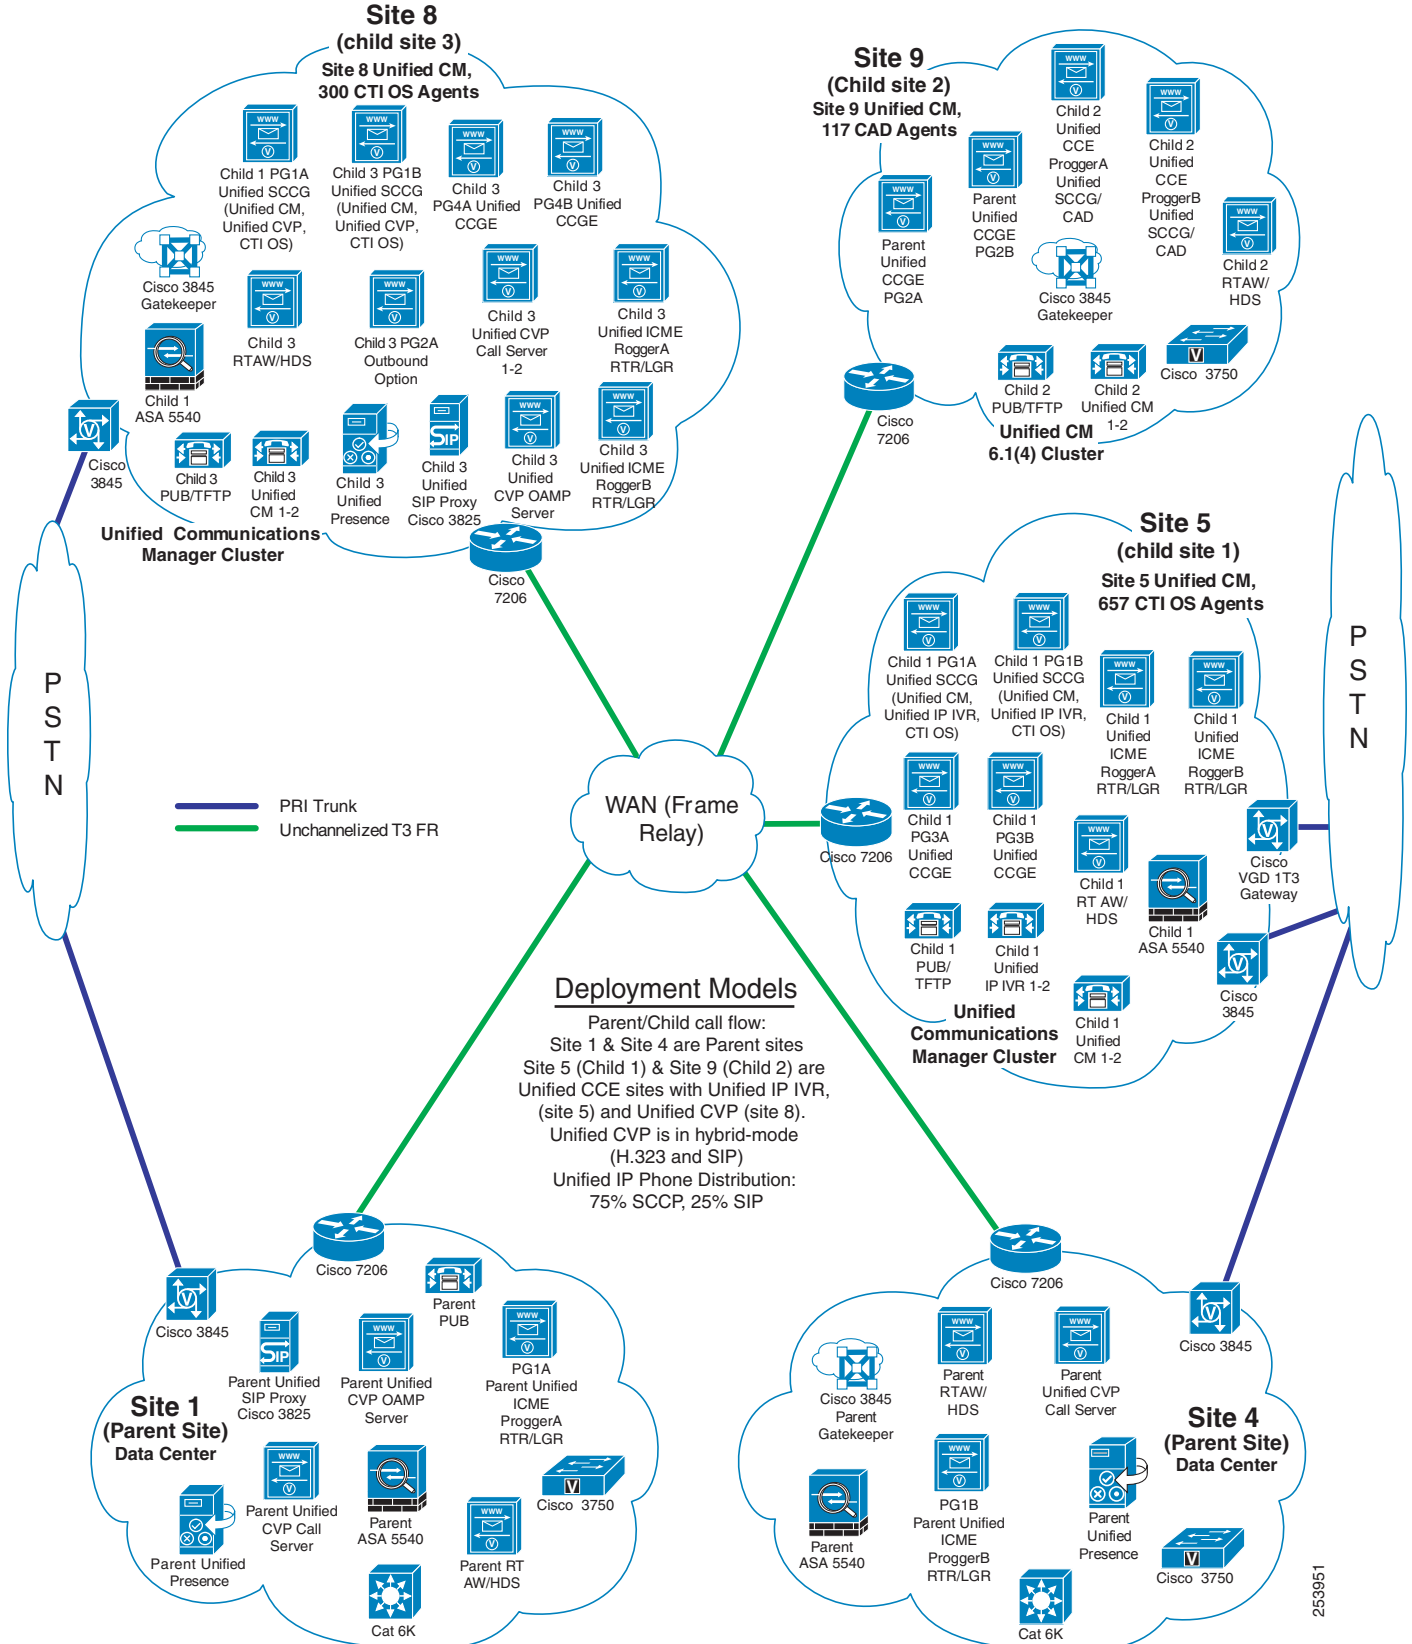 Site 8
(child site 3)
Site 8 Unified CM,
300 CTI OS Agents
Child 1 PG1A
Unified SCCG
(Unified CM,
Unified CVP,
CTI OS)
Child 3 PG1B
Unified SCCG
(Unified CM,
Unified CVP,
CTI OS)
Child 3
PG4A Unified
CCGE
Child 3
PG4B Unified
CCGE
Cisco 3845
Gatekeeper
Child 3
RTAW/HDS
Child 3 PG2A
Outbound
Option
Child 3
Unified CVP
Call Server
1-2
Child 3
Unified ICME
RoggerA
RTR/LGR
Child 1
ASA 5540
Cisco
3845
Child 3
PUB/TFTP
Child 3
Unified
CM 1-2
Child 3
Unified
Presence
Child 3
Unified
SIP Proxy
Cisco 3825
Child 3
Unified
CVP OAMP
Server
Child 3
Unified ICME
RoggerB
RTR/LGR
Unified Communications
Manager Cluster
Cisco
7206
Site 9
(Child site 2)
Site 9 Unified CM,
117 CAD Agents
Parent
Unified
CCGE
PG2A
Parent
Unified
CCGE
PG2B
Child 2
Unified
CCE
ProggerA
Unified
SCCG/
CAD
Child 2
Unified
CCE
ProggerB
Unified
SCCG/
CAD
Child 2
RTAW/
HDS
Cisco 3845
Gatekeeper
Cisco 3750
Child 2
PUB/TFTP
Child 2
Unified CM
1-2
Cisco
7206
Unified CM
6.1(4) Cluster
Site 5
(child site 1)
Site 5 Unified CM,
657 CTI OS Agents
Child 1 PG1A
Unified SCCG
(Unified CM,
Unified IP IVR,
CTI OS)
Child 1 PG1B
Unified SCCG
(Unified CM,
Unified IP IVR,
CTI OS)
Child 1
Unified
ICME
RoggerA
RTR/LGR
Child 1
Unified
ICME
RoggerB
RTR/LGR
Cisco 7206
Child 1
PG3A
Unified
CCGE
Child 1
PG3B
Unified
CCGE
Child 1
RT AW/
HDS
Child 1
ASA 5540
Cisco
VGD 1T3
Gateway
Cisco
3845
Child 1
PUB/
TFTP
Child 1
Unified
IP IVR 1-2
Child 1
Unified
CM 1-2
Unified
Communications
Manager Cluster
P
S
T
N
P
S
T
N
PRI Trunk
Unchannelized T3 FR
WAN (Frame
Relay)
Deployment Models
Parent/Child call flow:
Site 1 & Site 4 are Parent sites
Site 5 (Child 1) & Site 9 (Child 2) are
Unified CCE sites with Unified IP IVR,
(site 5) and Unified CVP (site 8).
Unified CVP is in hybrid-mode
(H.323 and SIP)
Unified IP Phone Distribution:
75% SCCP, 25% SIP
Cisco 7206
Cisco 3845
Parent
PUB
Parent Unified
SIP Proxy
Cisco 3825
Parent Unified
CVP OAMP
Server
PG1A
Parent Unified
ICME
ProggerA
RTR/LGR
Site 1
(Parent Site)
Data Center
Parent Unified
CVP Call
Server
Parent
ASA 5540
Cisco 3750
Parent Unified
Presence
Parent RT
AW/HDS
Cat 6K
Cisco 7206
Cisco 3845
Cisco 3845
Parent
Gatekeeper
Parent
RTAW/
HDS
Parent
Unified CVP
Call Server
Site 4
(Parent Site)
Data Center
Parent
ASA 5540
PG1B
Parent Unified
ICME
ProggerB
RTR/LGR
Parent
Unified
Presence
Cisco 3750
Cat 6K
253951